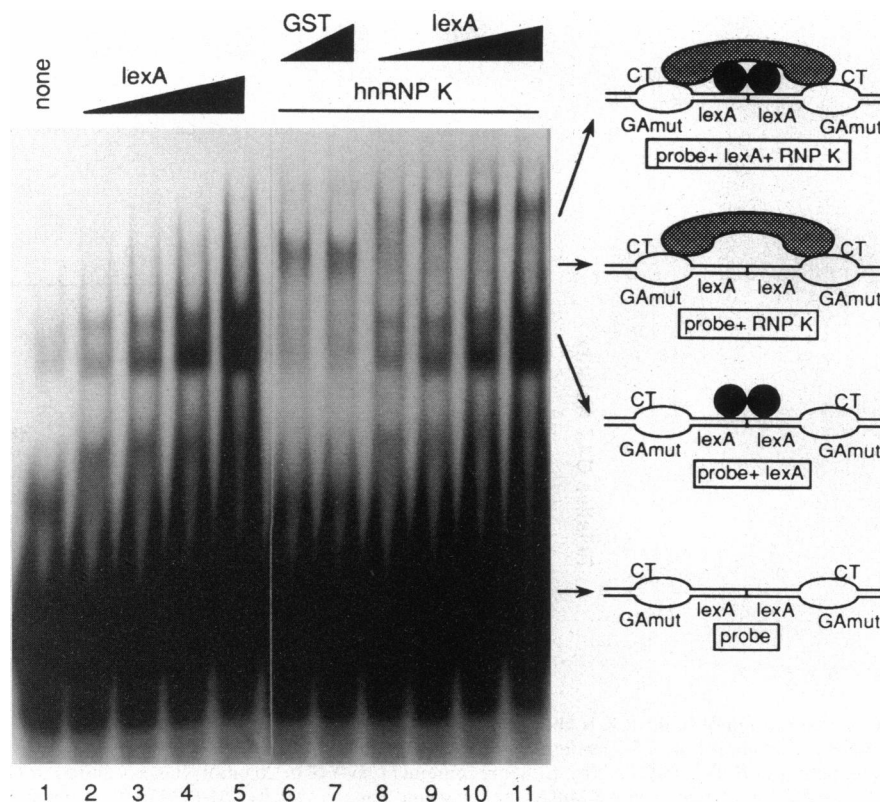 GST lexA
none lexA
hnRNP K
CT CT
lexA lexA
GAmut GAmut
probe+ lexA+ RNP K
CT CT
lexA lexA
GAmut GAmut
probe+ RNP K
CT CT
lexA lexA
GAmut GAmut
probe+ lexA
CT CT
lexA lexA
GAmut GAmut
probe
1 2 3 4 5 6 7 8 9 10 11